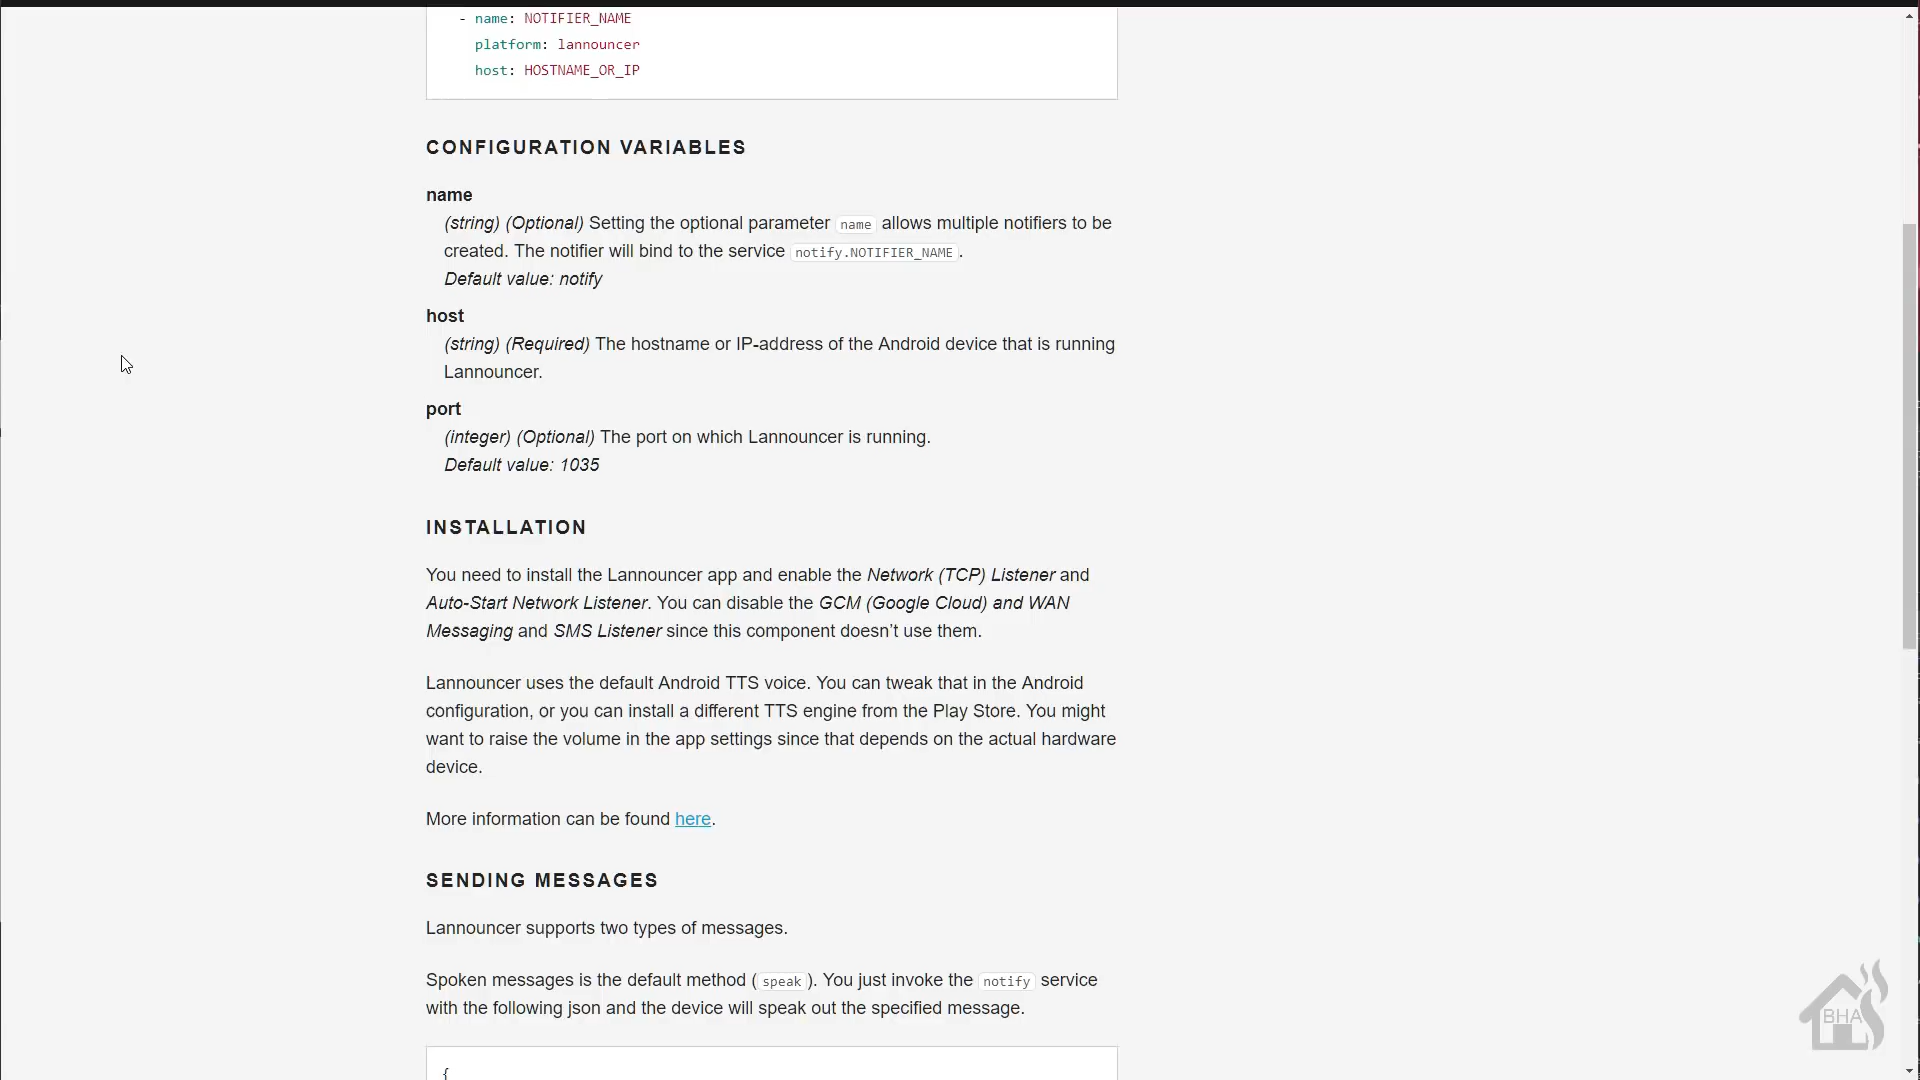 - name: NOTIFIER_NAME
platform: lannouncer
host: HOSTNAME_OR_IP
CONFIGURATION VARIABLES
name
(string) (Optional) Setting the optional parameter name allows multiple notifiers to be
created. The notifier will bind to the service notify.NOTIFIER_NAME.
Default value: notify
host
(string) (Required) The hostname or IP-address of the Android device that is running
Lannouncer.
port
(integer) (Optional) The port on which Lannouncer is running.
Default value: 1035
INSTALLATION
You need to install the Lannouncer app and enable the Network (TCP) Listener and
Auto-Start Network Listener. You can disable the GCM (Google Cloud) and WAN
Messaging and SMS Listener since this component doesn’t use them.
Lannouncer uses the default Android TTS voice. You can tweak that in the Android
configuration, or you can install a different TTS engine from the Play Store. You might
want to raise the volume in the app settings since that depends on the actual hardware
device.
More information can be found here.
SENDING MESSAGES
Lannouncer supports two types of messages.
Spoken messages is the default method (speak). You just invoke the notify service
with the following json and the device will speak out the specified message.
{
BHA